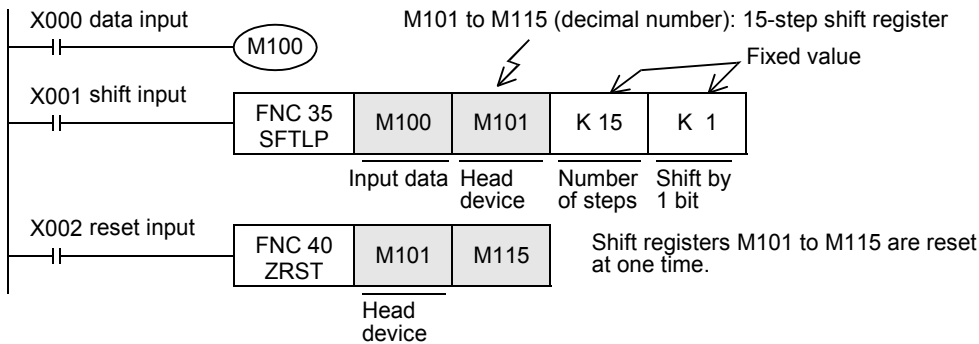 X000 data input
M101 to M115 (decimal number): 15-step shift register
M100
Fixed value
X001 shift input
FNC 35
SFTLP
M100
M101
K 15
K 1
Input data
Head
device
Number
of steps
Shift by
1 bit
X002 reset input
FNC 40
ZRST
M101
M115
Shift registers M101 to M115 are reset
at one time.
Head
device